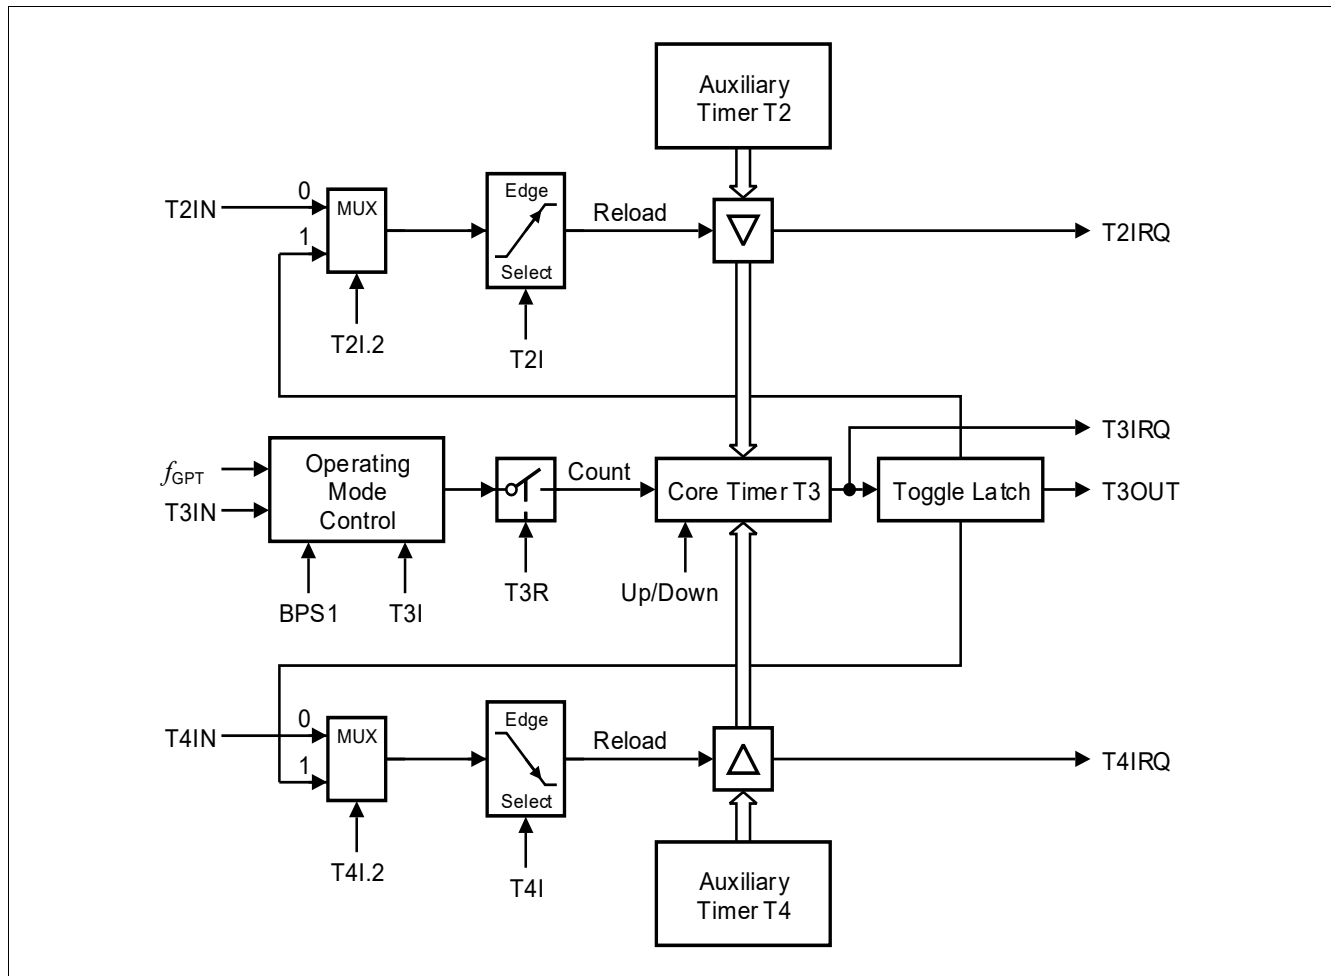 Auxiliary
Timer T2
T2IN
0
1
MUX
T2I.2
Edge
Select
T2I
Reload
T2IRQ
T3IRQ
fGPT
T3IN
Operating
Mode
Control
BPS1
T3I
T3R
Count
Core Timer T3
Up/Down
Toggle Latch
T3OUT
T4IN
0
1
MUX
T4I.2
Edge
Select
T4I
Reload
T4IRQ
Auxiliary
Timer T4